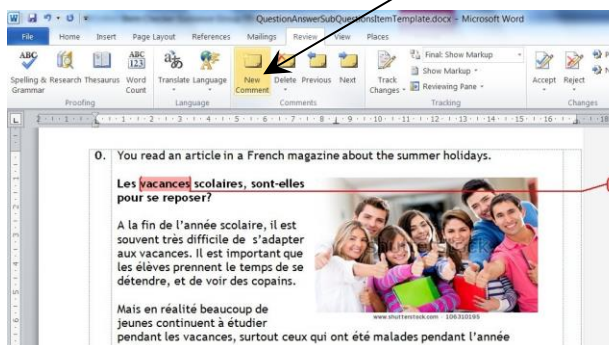 QuestionAnswerSubQuestionsItemTemplate.docx - Microsoft Word
File Home Insert Page Layout References Mailings Review View Places
ABC
Spelling & Grammar
Research
Thesaurus
ABC 123
Word Count
Translate
Language
New Comment
Delete
Previous
Next
Track Changes
Final: Show Markup
Show Markup
Reviewing Pane
Accept
Reject
Proofing
Language
Comments
Tracking
Changes
0. You read an article in a French magazine about the summer holidays.
Les vacances scolaires, sont-elles
pour se reposer?
A la fin de l’année scolaire, il est
souvent très difficile de s’adapter
aux vacances. Il est important que
les élèves prennent le temps de se
détendre, et de voir des copains.
www.shutterstock.com · 106310195
Mais en réalité beaucoup de
jeunes continuent à étudier
pendant les vacances, surtout ceux qui ont été malades pendant l’année